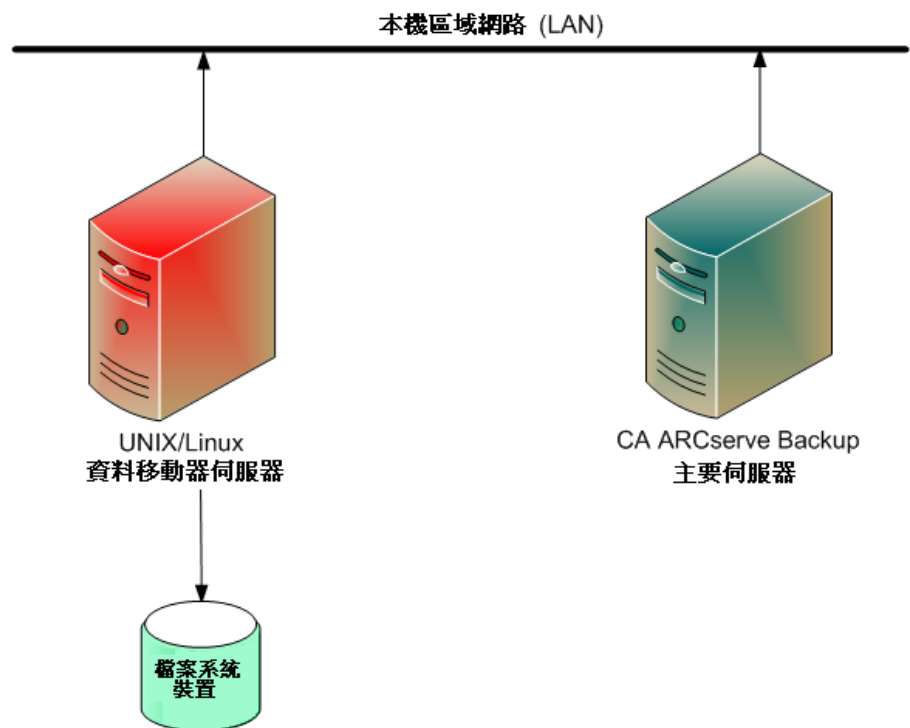 本機區域網路 (LAN)
UNIX/Linux
資料移動器伺服器
CA ARCserve Backup
主要伺服器
檔案系統
裝置